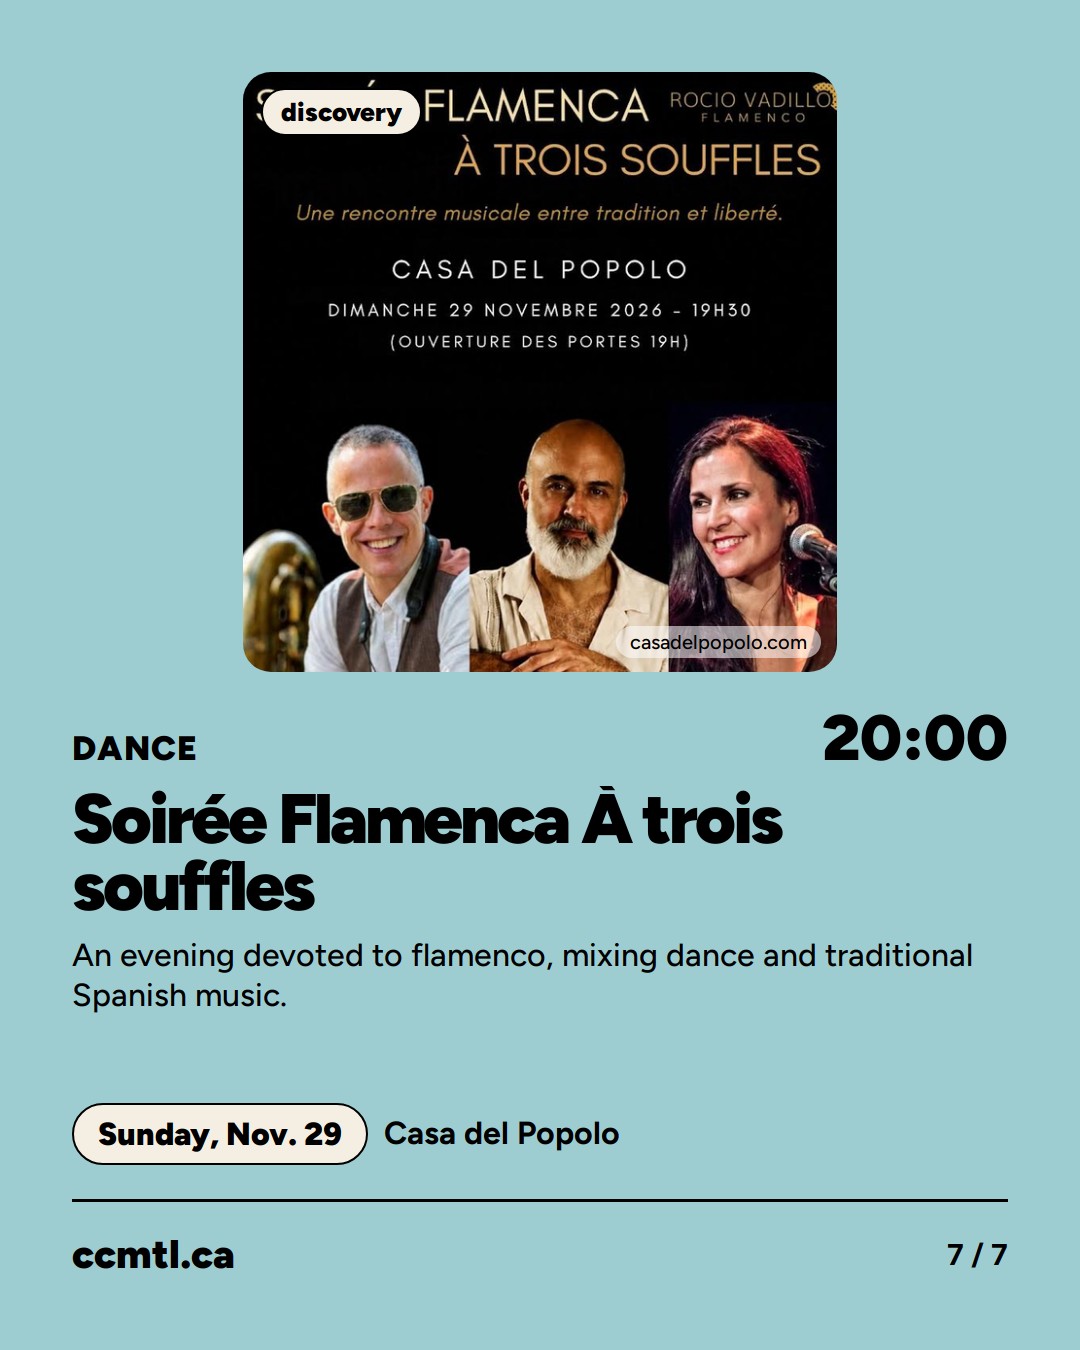 discovery
FLAMENCA
ROCIO VADILLO
FLAMENCO
À TROIS SOUFFLES
Une rencontre musicale entre tradition et liberté.
CASA DEL POPOLO
DIMANCHE 29 NOVEMBRE 2026 - 19H30
(OUVERTURE DES PORTES 19H)
casadelpopolo.com
DANCE
20:00
Soirée Flamenca À trois
souffles
An evening devoted to flamenco, mixing dance and traditional
Spanish music.
Sunday, Nov. 29
Casa del Popolo
ccmtl.ca
7 / 7